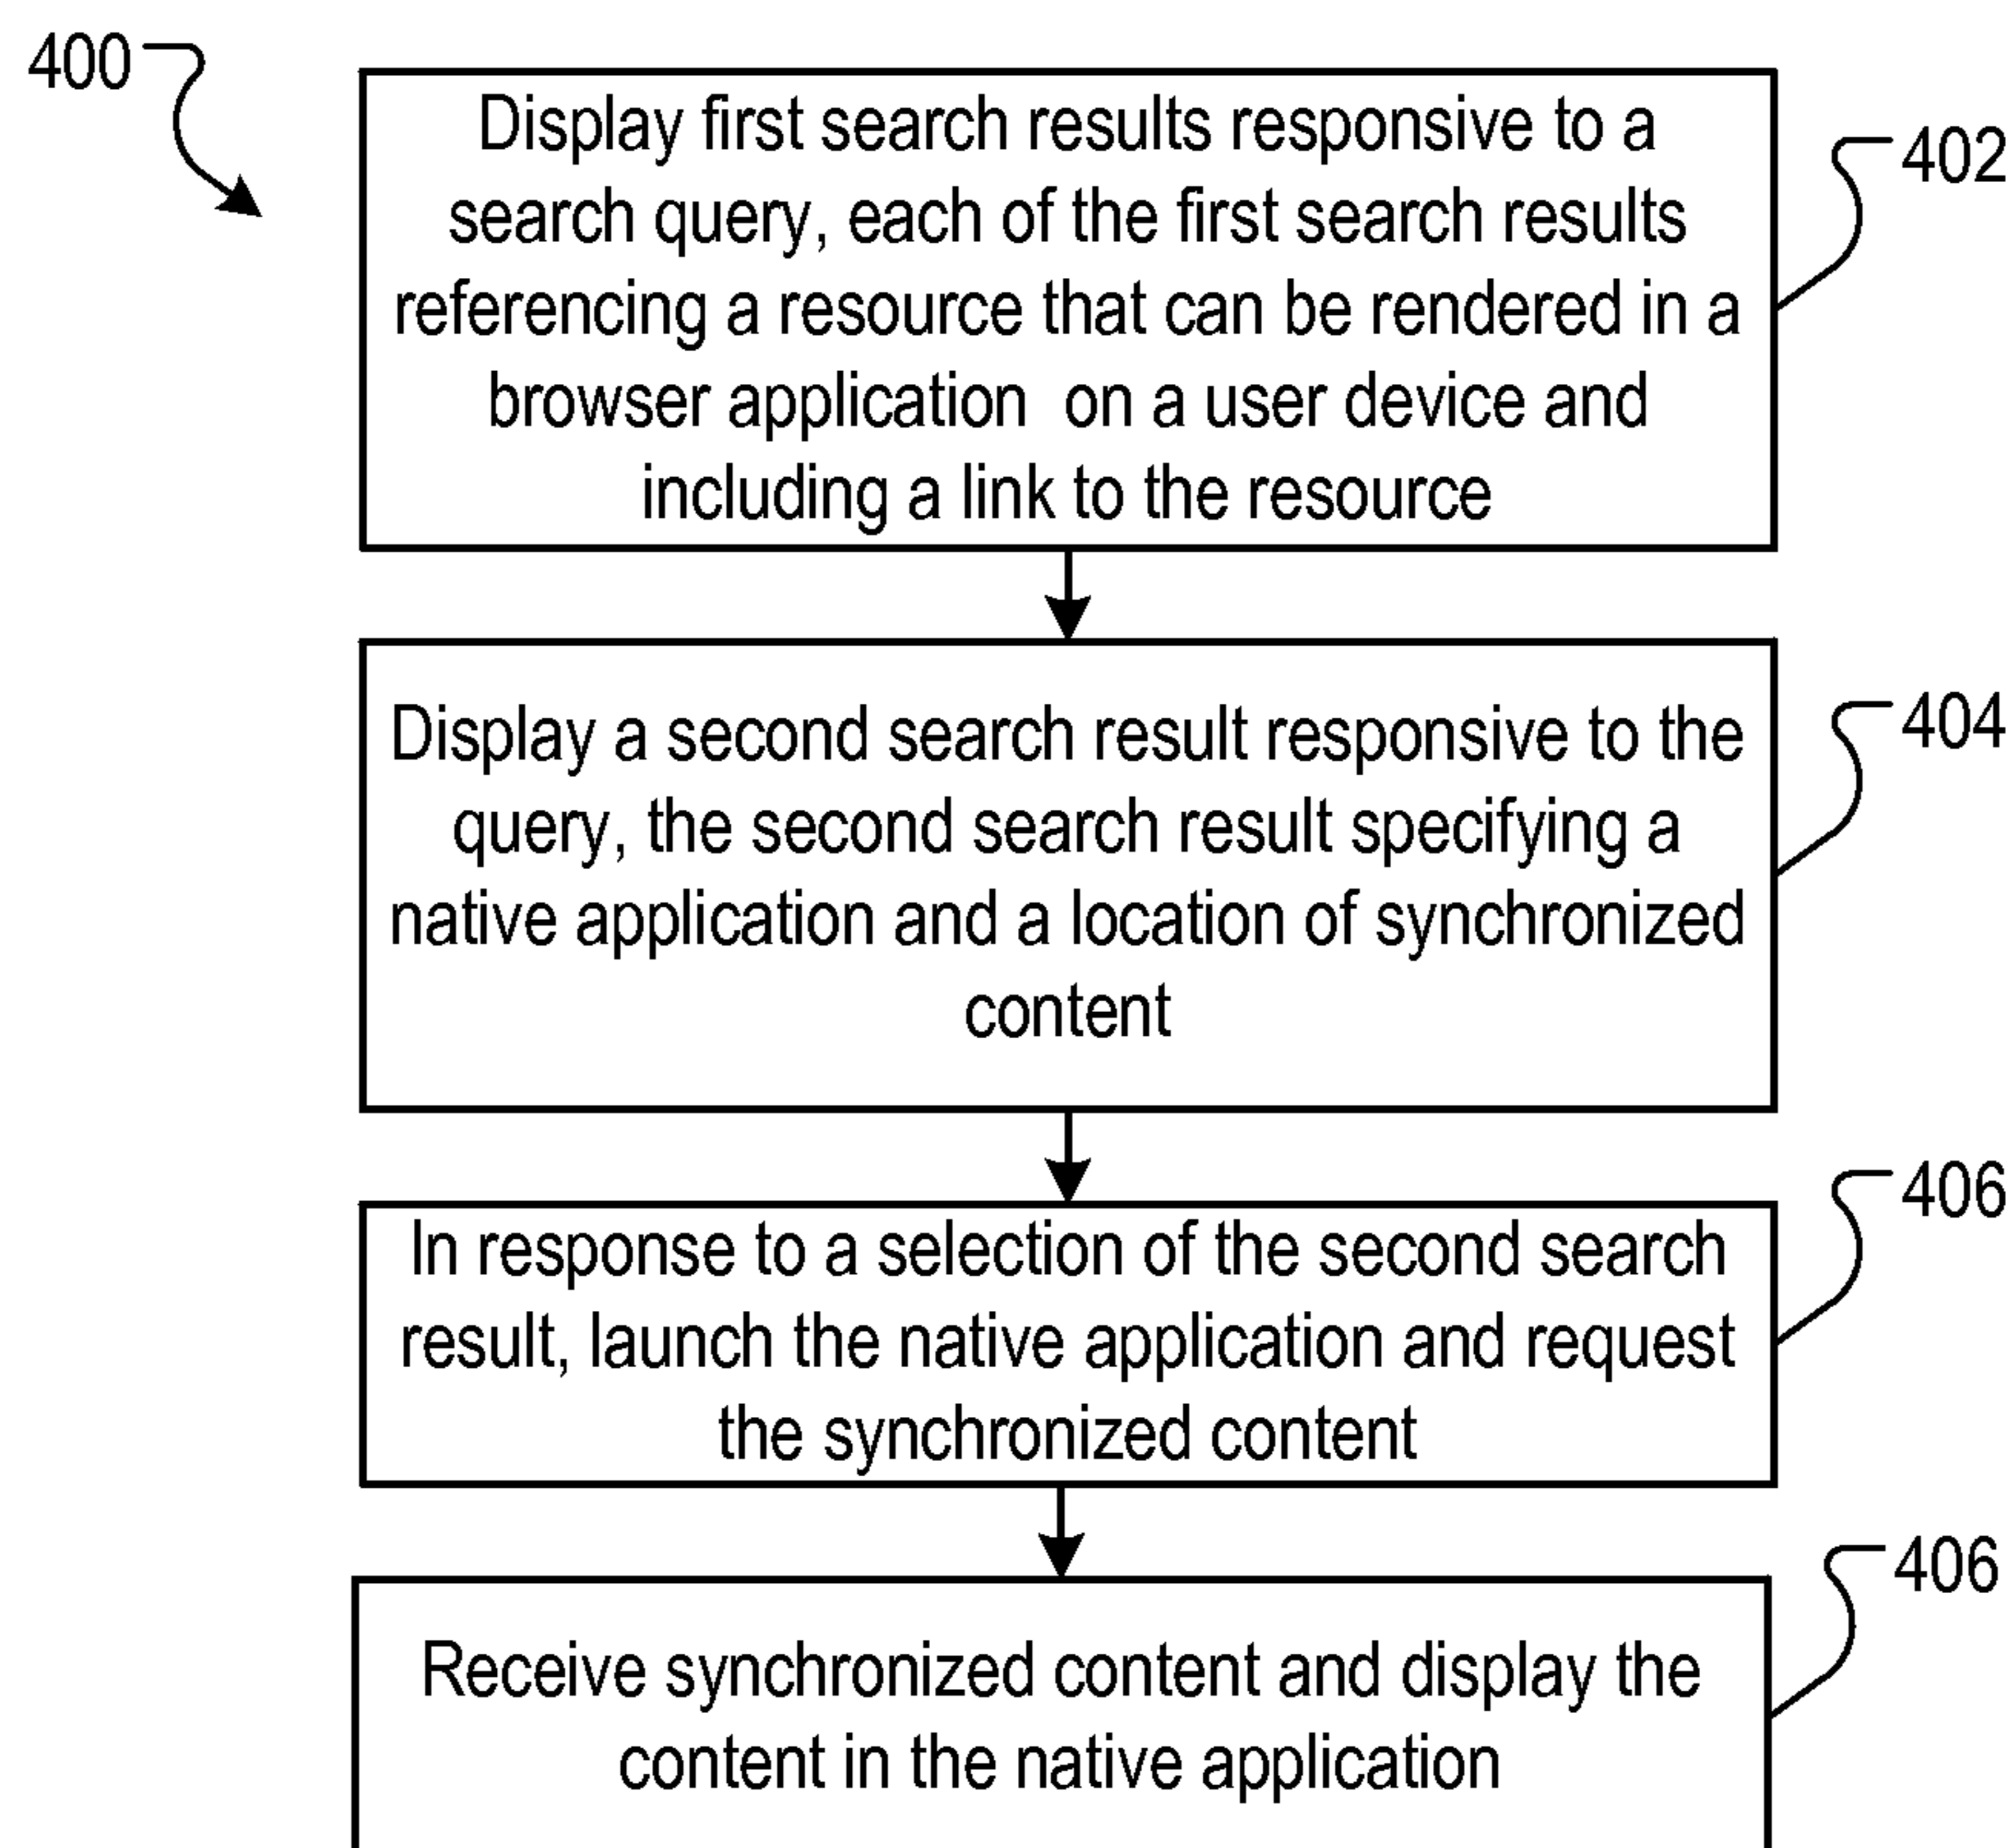 400
Display first search results responsive to a
search query, each of the first search results
referencing a resource that can be rendered in a
browser application on a user device and
including a link to the resource
402
Display a second search result responsive to the
query, the second search result specifying a
native application and a location of synchronized
content
404
In response to a selection of the second search
result, launch the native application and request
the synchronized content
406
Receive synchronized content and display the
content in the native application
406